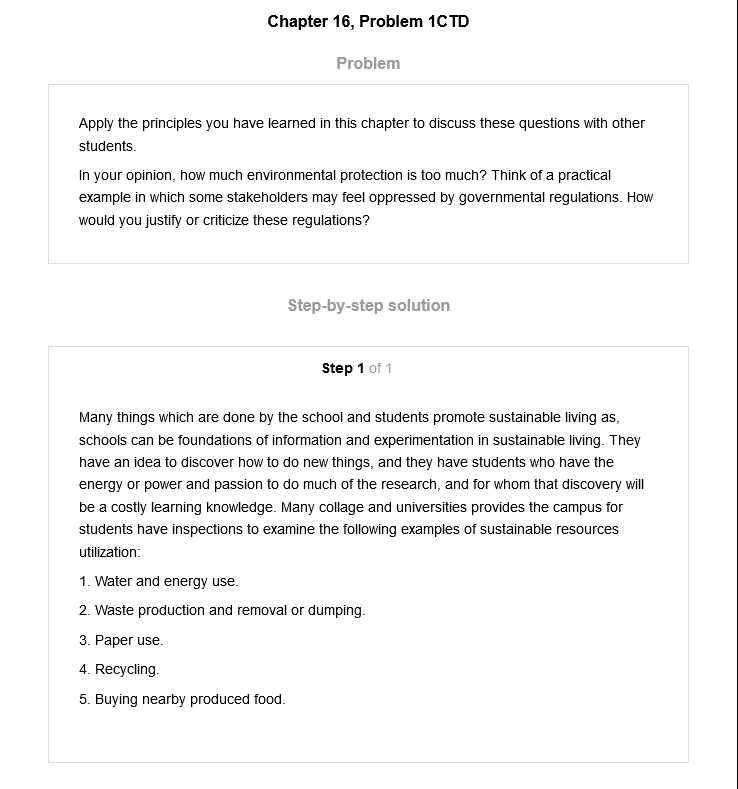 Chapter 16, Problem 1CTD
Problem
Apply the principles you have learned in this chapter to discuss these questions with other
students.
In your opinion, how much environmental protection is too much? Think of a practical
example in which some stakeholders may feel oppressed by governmental regulations. How
would you justify or criticize these regulations?
Step-by-step solution
Step 1 of 1
Many things which are done by the school and students promote sustainable living as,
schools can be foundations of information and experimentation in sustainable living. They
have an idea to discover how to do new things, and they have students who have the
energy or power and passion to do much of the research, and for whom that discovery will
be a costly learning knowledge. Many collage and universities provides the campus for
students have inspections to examine the following examples of sustainable resources
utilization:
1. Water and energy use.
2. Waste production and removal or dumping.
3. Paper use.
4. Recycling.
5. Buying nearby produced food.